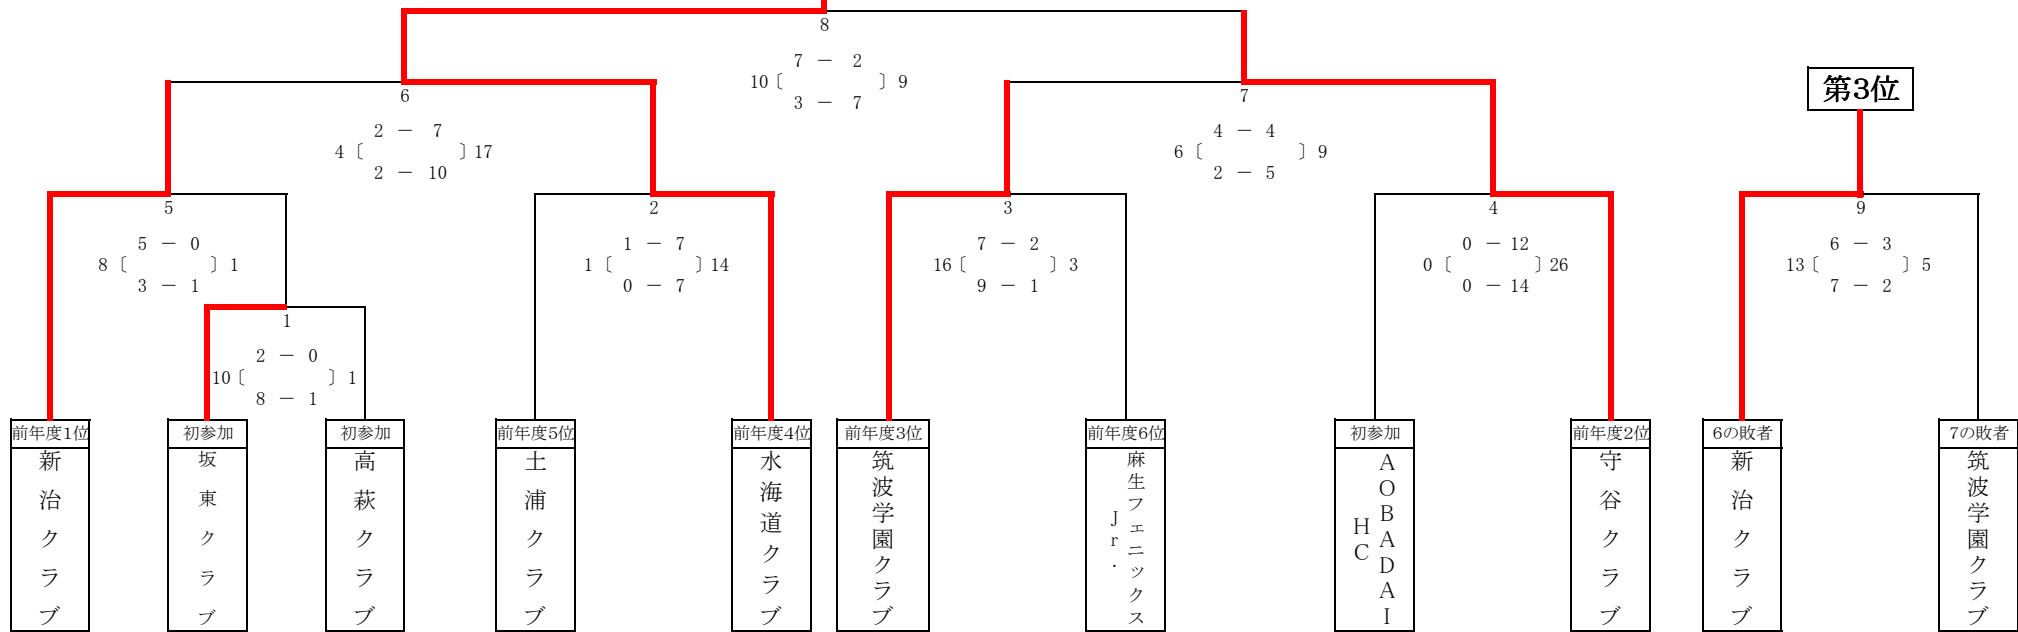 8
7 － 2
10〔 〕9
3 － 7
6
2 － 7
4〔 〕17
2 － 10
7
4 － 4
6〔 〕9
2 － 5
第3位
5
5 － 0
8〔 〕1
3 － 1
2
1 － 7
1〔 〕14
0 － 7
3
7 － 2
16〔 〕3
9 － 1
4
0 － 12
0〔 〕26
0 － 14
9
6 － 3
13〔 〕5
7 － 2
1
2 － 0
10〔 〕1
8 － 1
前年度1位
新治クラブ
初参加
坂東クラブ
初参加
高萩クラブ
前年度5位
土浦クラブ
前年度4位
水海道クラブ
前年度3位
筑波学園クラブ
前年度6位
麻生フェニックス
Jr.
初参加
AOBADAI
HC
前年度2位
守谷クラブ
6の敗者
新治クラブ
7の敗者
筑波学園クラブ